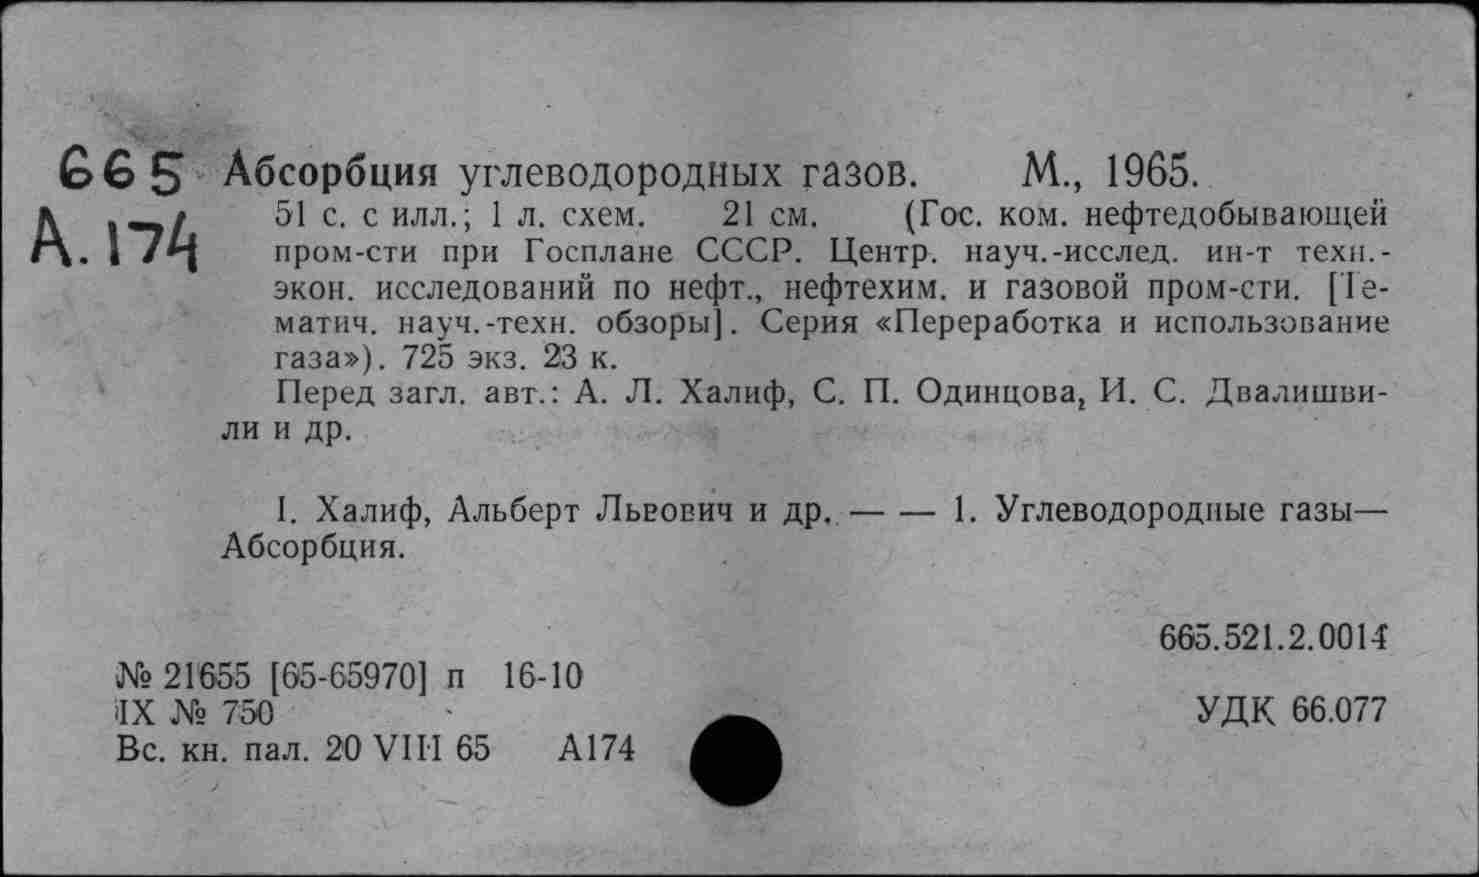 665 Абсорбция углеводородных газов. М., 1965.
А.174 51 с. с илл.; 1 л. схем. 21 см. (Гос. ком. нефтедобывающей
пром-сти при Госплане СССР. Центр. науч.-исслед. ин-т техн.-
экон. исследований по нефт., нефтехим. и газовой пром-сти. [Те-
матич. науч.-техн. обзоры]. Серия «Переработка и использование
газа»). 725 экз. 23 к.
Перед загл. авт.: А. Л. Халиф, С. П. Одинцова, И. С. Двалишви-
ли и др.
I. Халиф, Альберт Львович и др. — — 1. Углеводородные газы—
Абсорбция.
665.521.2.0014
№ 21655 [65-65970] п 16-10
IX № 750
УДК 66.077
Вс. кн. пал. 20 VIII 65 А174